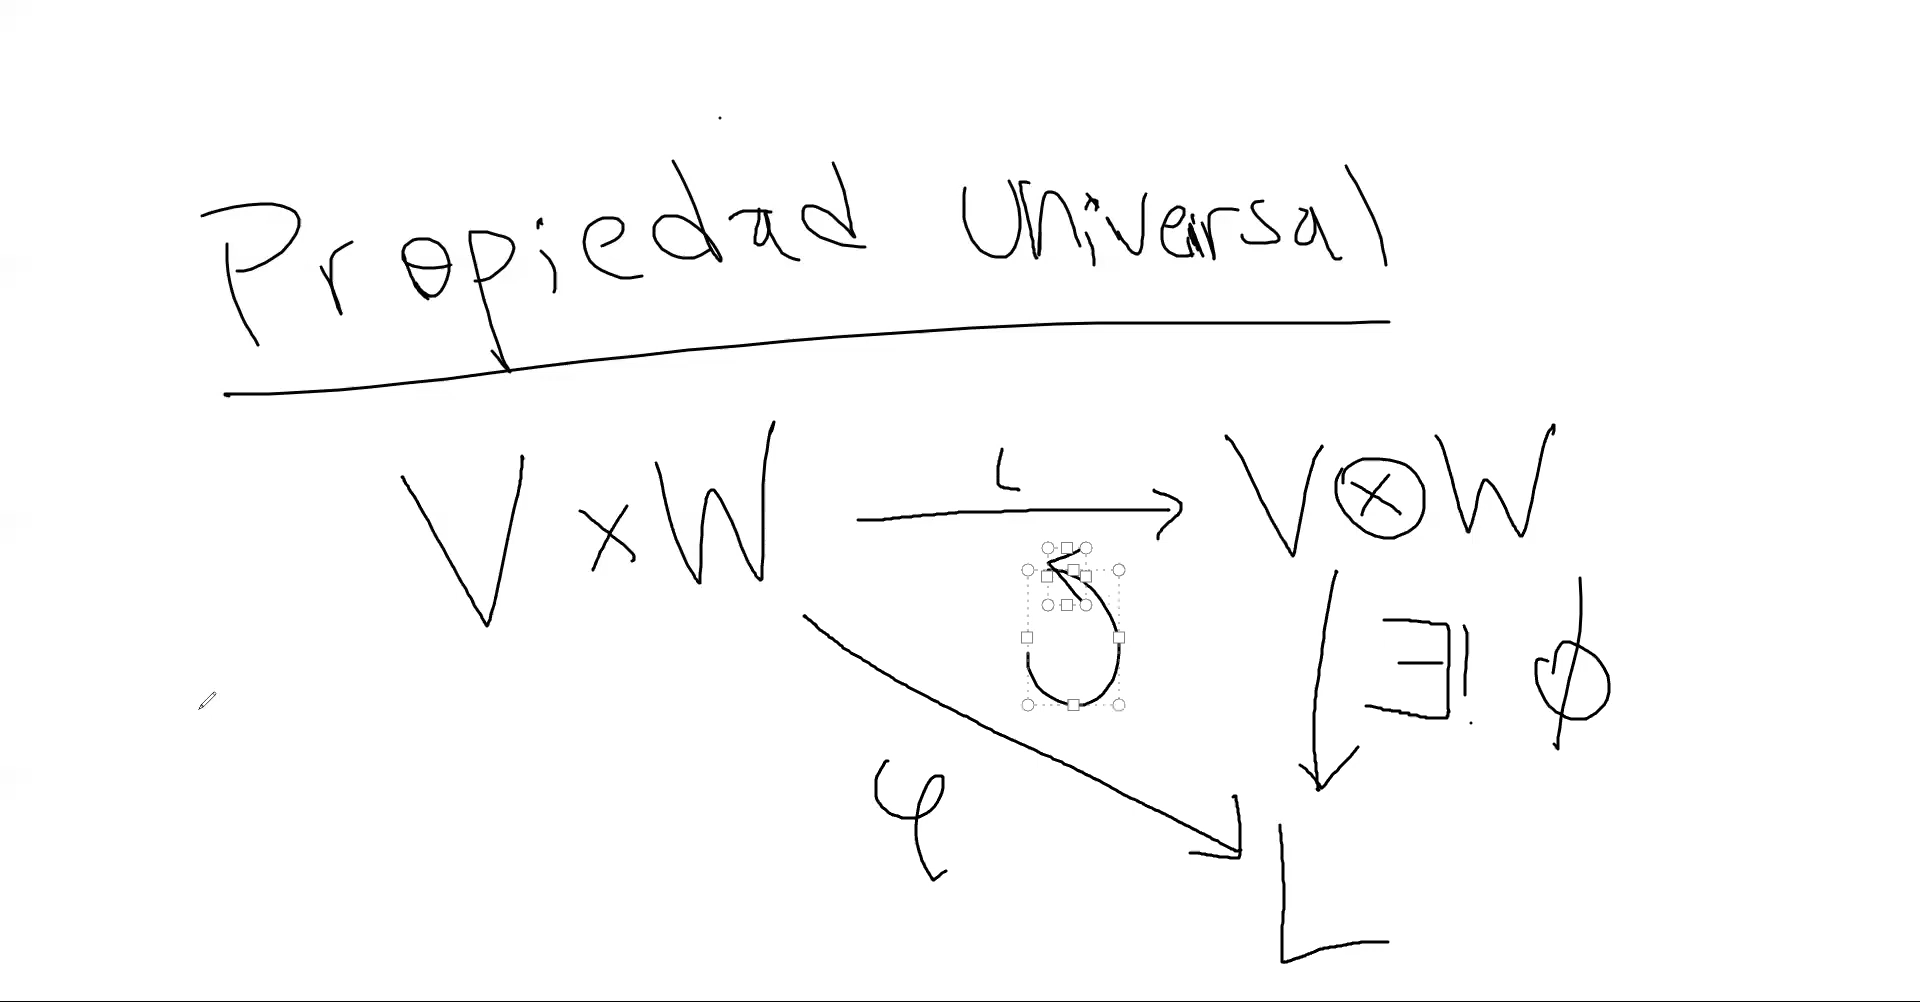 Propiedad Universal
V × W
ι
V ⊗ W
∃! φ
φ
L